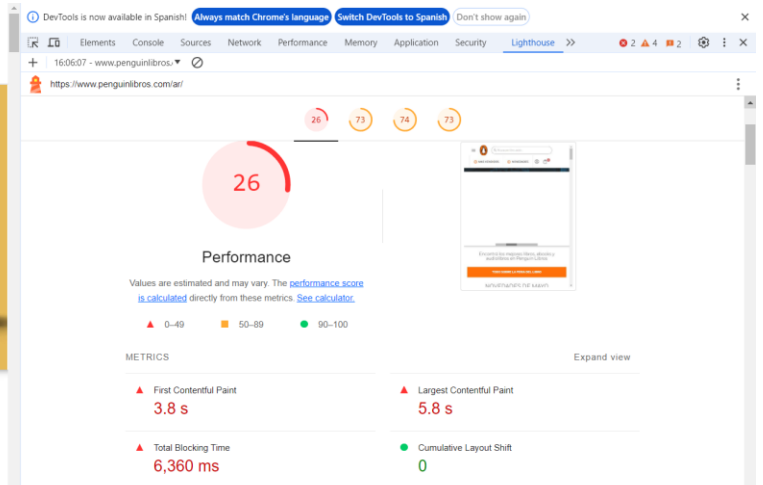 DevTools is now available in Spanish! Always match Chrome's language Switch DevTools to Spanish Don't show again
Elements Console Sources Network Performance Memory Application Security Lighthouse 2 4 2
16:06:07 - www.penguinlibros.
https://www.penguinlibros.com/ar/
26 73 74 73
26
Performance
Values are estimated and may vary. The performance score
is calculated directly from these metrics. See calculator.
0–49 50–89 90–100
NOVEDADES DE MAYO
METRICS Expand view
First Contentful Paint
3.8 s
Largest Contentful Paint
5.8 s
Total Blocking Time
6,360 ms
Cumulative Layout Shift
0